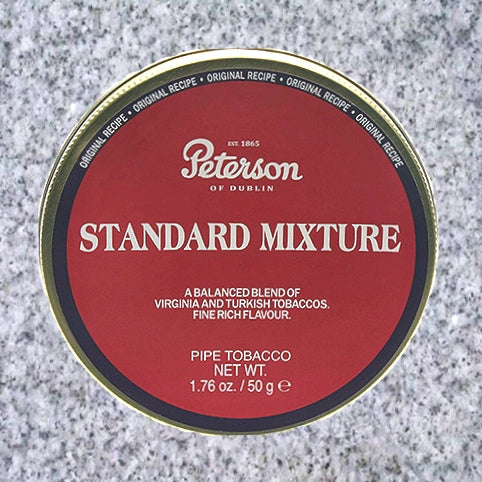 ORIGINAL RECIPE • ORIGINAL RECIPE • ORIGINAL RECIPE • ORIGINAL RECIPE • ORIGINAL RECIPE
EST. 1865
Peterson
OF DUBLIN
STANDARD MIXTURE
A BALANCED BLEND OF
VIRGINIA AND TURKISH TOBACCOS.
FINE RICH FLAVOUR.
PIPE TOBACCO
NET WT.
1.76 oz. / 50 g ℮